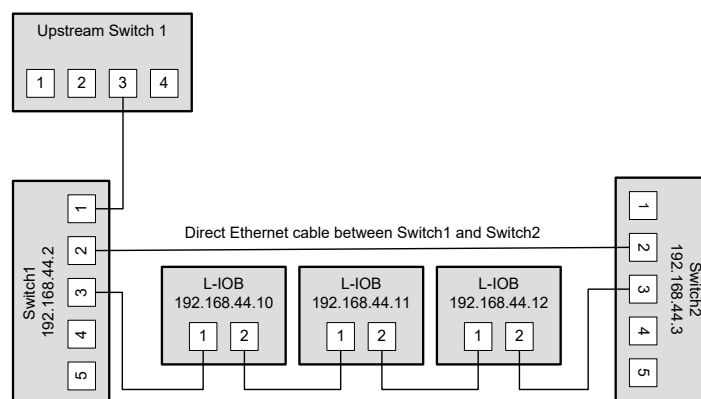 Upstream Switch 1
1 2 3 4
Switch1
192.168.44.2
1
2
3
4
5
Direct Ethernet cable between Switch1 and Switch2
L-IOB
192.168.44.10
1 2
L-IOB
192.168.44.11
1 2
L-IOB
192.168.44.12
1 2
Switch2
192.168.44.3
1
2
3
4
5